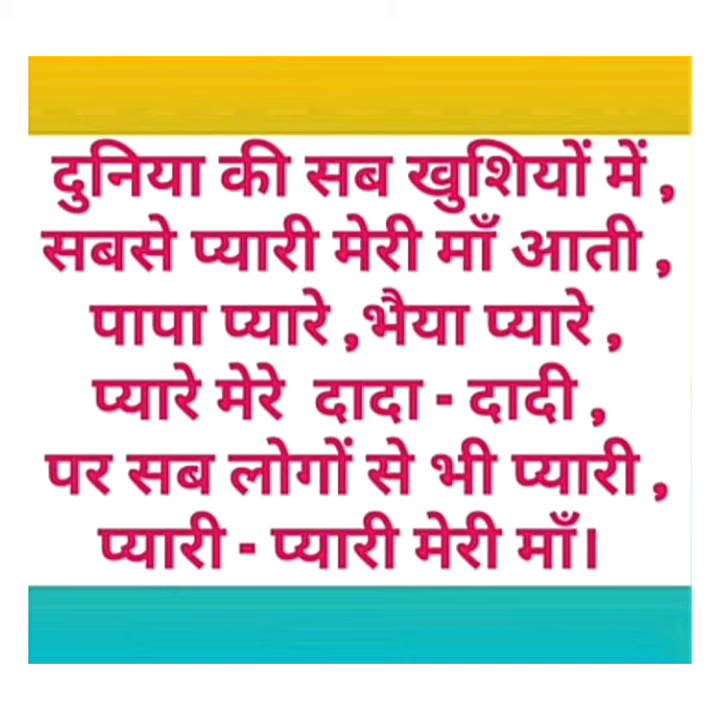 दुनिया की सब खुशियों में ,
सबसे प्यारी मेरी माँ आती ,
पापा प्यारे ,भैया प्यारे ,
प्यारे मेरे दादा - दादी ,
पर सब लोगों से भी प्यारी ,
प्यारी - प्यारी मेरी माँ।